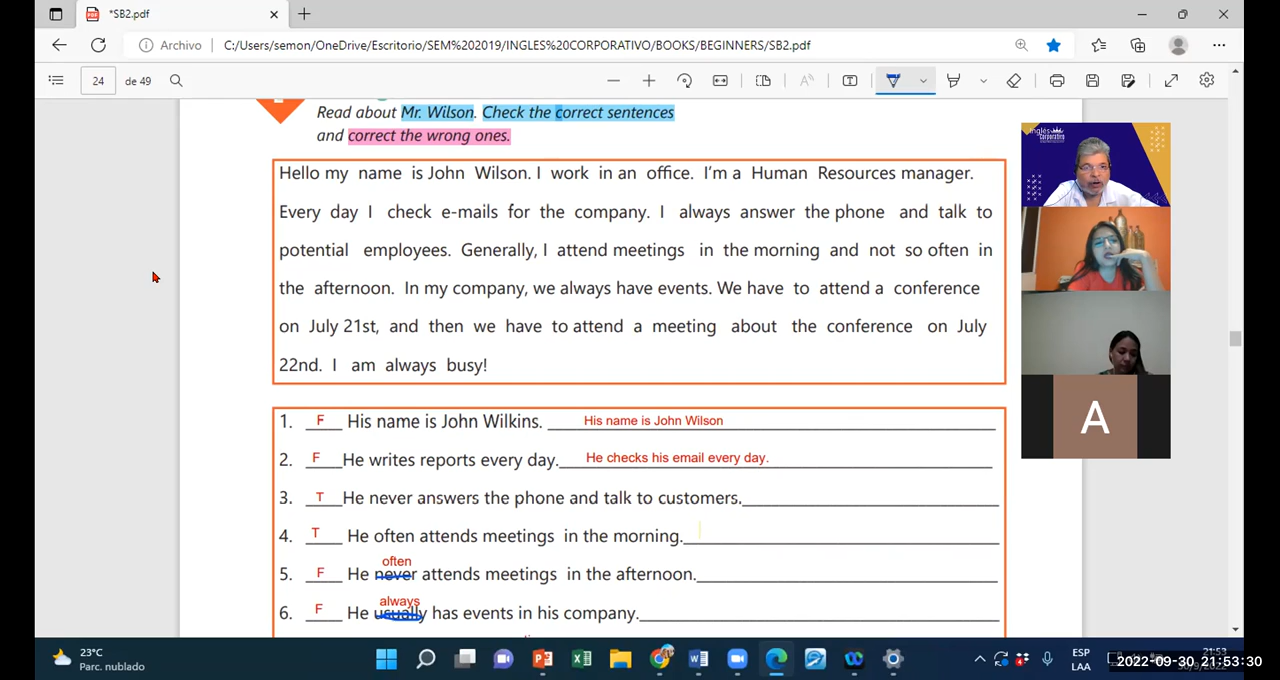 *SB2.pdf
Archivo
C:/Users/semon/OneDrive/Escritorio/SEM%202019/INGLES%20CORPORATIVO/BOOKS/BEGINNERS/SB2.pdf
24 de 49
Read about Mr. Wilson. Check the correct sentences
and correct the wrong ones.
Hello my name is John Wilson. I work in an office. I'm a Human Resources manager.
Every day I check e-mails for the company. I always answer the phone and talk to
potential employees. Generally, I attend meetings in the morning and not so often in
the afternoon. In my company, we always have events. We have to attend a conference
on July 21st, and then we have to attend a meeting about the conference on July
22nd. I am always busy!
1. F His name is John Wilkins. His name is John Wilson
2. F He writes reports every day. He checks his email every day.
3. T He never answers the phone and talk to customers.
4. T He often attends meetings in the morning.
often
5. F He never attends meetings in the afternoon.
always
6. F He usually has events in his company.
inglés
Corporativo
A
23°C
Parc. nublado
ESP
LAA
21:53
2022-09-30 21:53:30